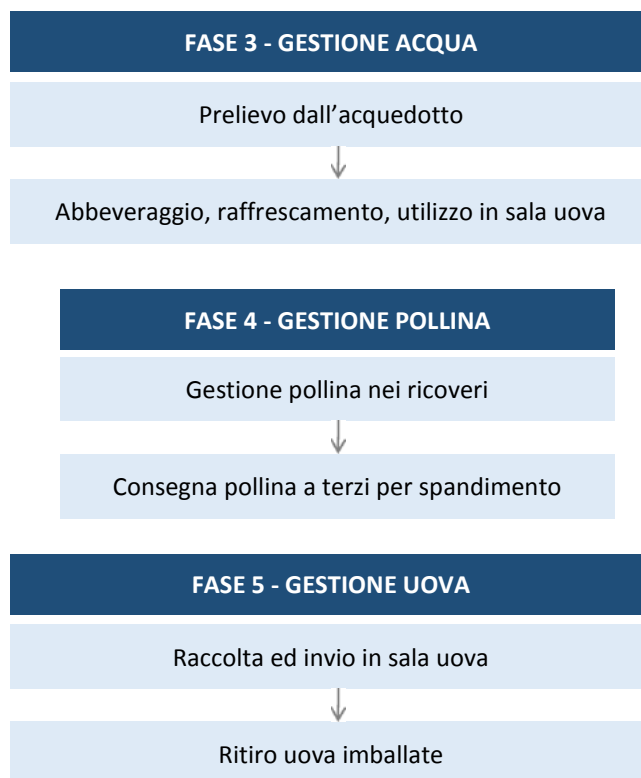 FASE 3 - GESTIONE ACQUA
Prelievo dall’acquedotto
Abbeveraggio, raffrescamento, utilizzo in sala uova
FASE 4 - GESTIONE POLLINA
Gestione pollina nei ricoveri
Consegna pollina a terzi per spandimento
FASE 5 - GESTIONE UOVA
Raccolta ed invio in sala uova
Ritiro uova imballate